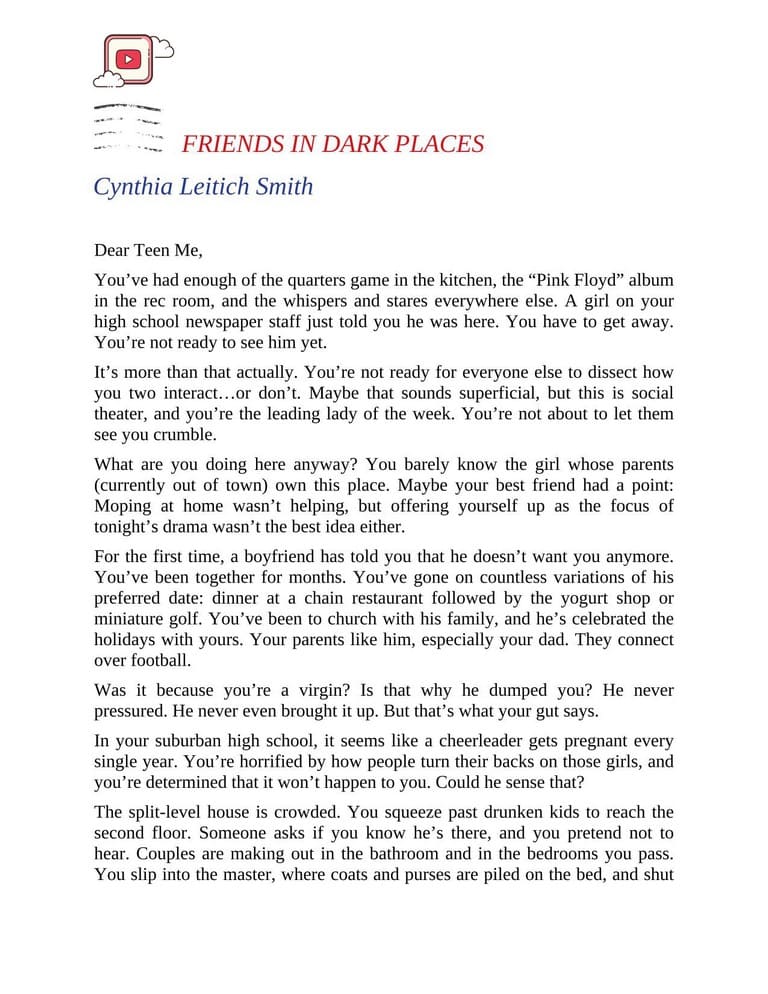 FRIENDS IN DARK PLACES
Cynthia Leitich Smith
Dear Teen Me,
You’ve had enough of the quarters game in the kitchen, the “Pink Floyd” album
in the rec room, and the whispers and stares everywhere else. A girl on your
high school newspaper staff just told you he was here. You have to get away.
You’re not ready to see him yet.
It’s more than that actually. You’re not ready for everyone else to dissect how
you two interact…or don’t. Maybe that sounds superficial, but this is social
theater, and you’re the leading lady of the week. You’re not about to let them
see you crumble.
What are you doing here anyway? You barely know the girl whose parents
(currently out of town) own this place. Maybe your best friend had a point:
Moping at home wasn’t helping, but offering yourself up as the focus of
tonight’s drama wasn’t the best idea either.
For the first time, a boyfriend has told you that he doesn’t want you anymore.
You’ve been together for months. You’ve gone on countless variations of his
preferred date: dinner at a chain restaurant followed by the yogurt shop or
miniature golf. You’ve been to church with his family, and he’s celebrated the
holidays with yours. Your parents like him, especially your dad. They connect
over football.
Was it because you’re a virgin? Is that why he dumped you? He never
pressured. He never even brought it up. But that’s what your gut says.
In your suburban high school, it seems like a cheerleader gets pregnant every
single year. You’re horrified by how people turn their backs on those girls, and
you’re determined that it won’t happen to you. Could he sense that?
The split-level house is crowded. You squeeze past drunken kids to reach the
second floor. Someone asks if you know he’s there, and you pretend not to
hear. Couples are making out in the bathroom and in the bedrooms you pass.
You slip into the master, where coats and purses are piled on the bed, and shut